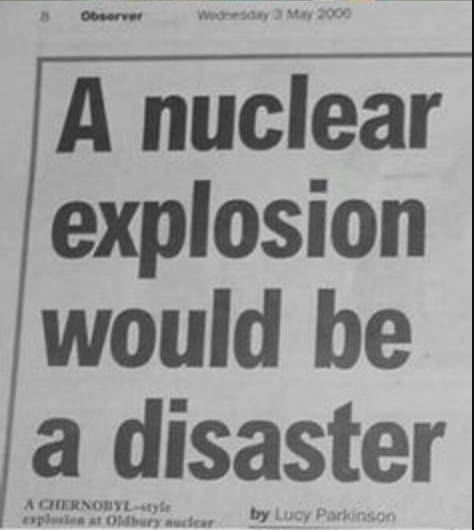 8 Observer Wednesday 3 May 2006
A nuclear
explosion
would be
a disaster
A CHERNOBYL-style
explosion at Oldbury nuclear
by Lucy Parkinson